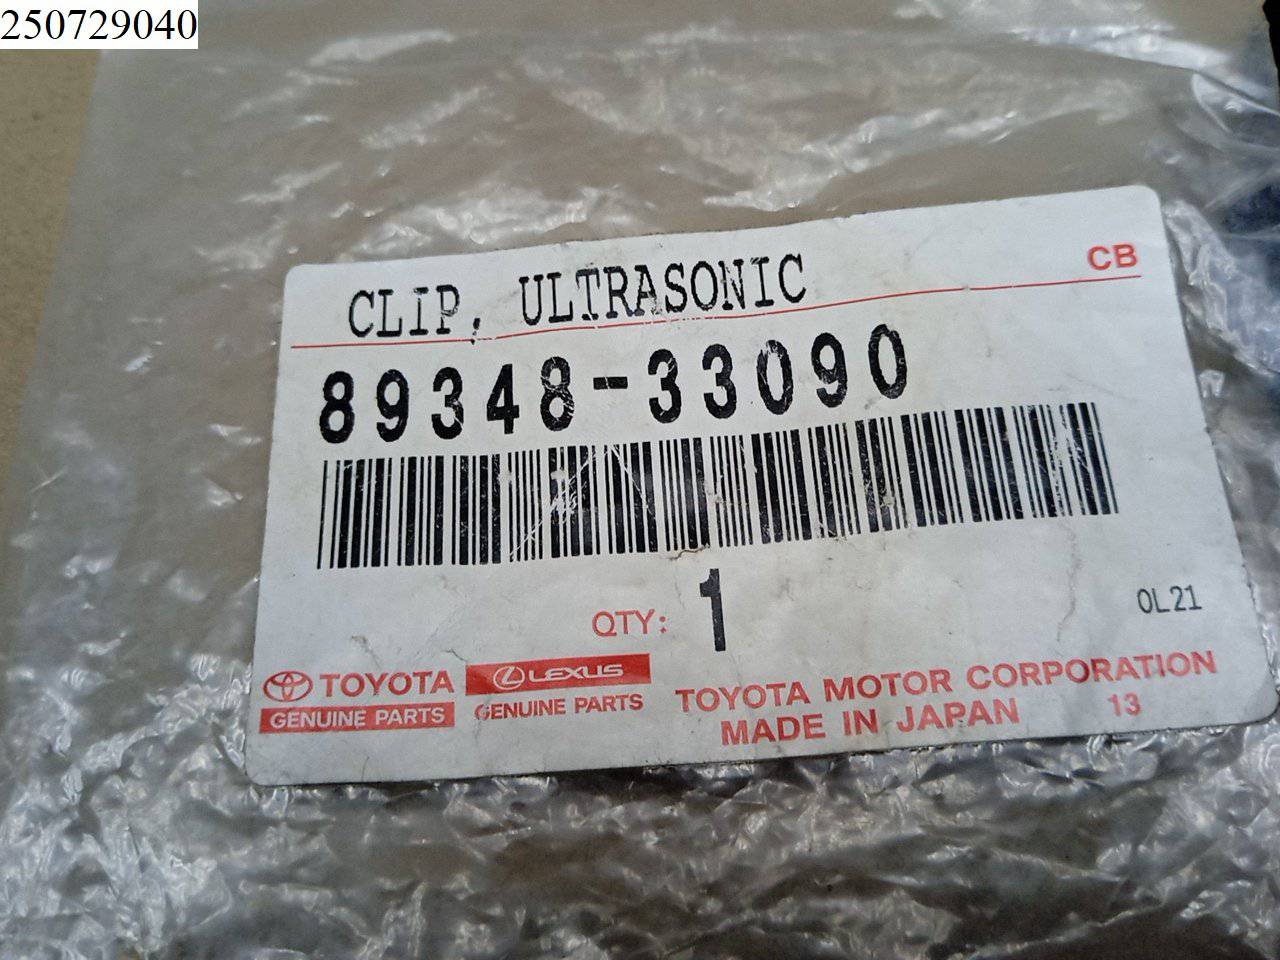 250729040
CB
CLIP, ULTRASONIC
89348-33090
QTY: 1
0L21
TOYOTA
GENUINE PARTS
LEXUS
GENUINE PARTS
TOYOTA MOTOR CORPORATION
MADE IN JAPAN 13